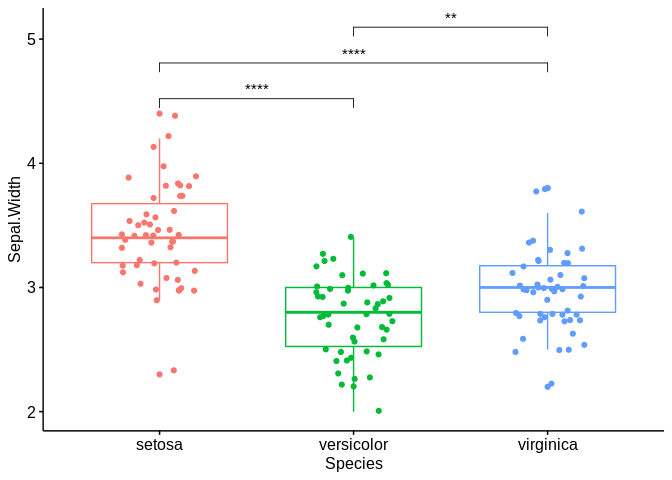 **
5
****
****
4
Sepal.Width
3
2
setosa versicolor virginica
Species